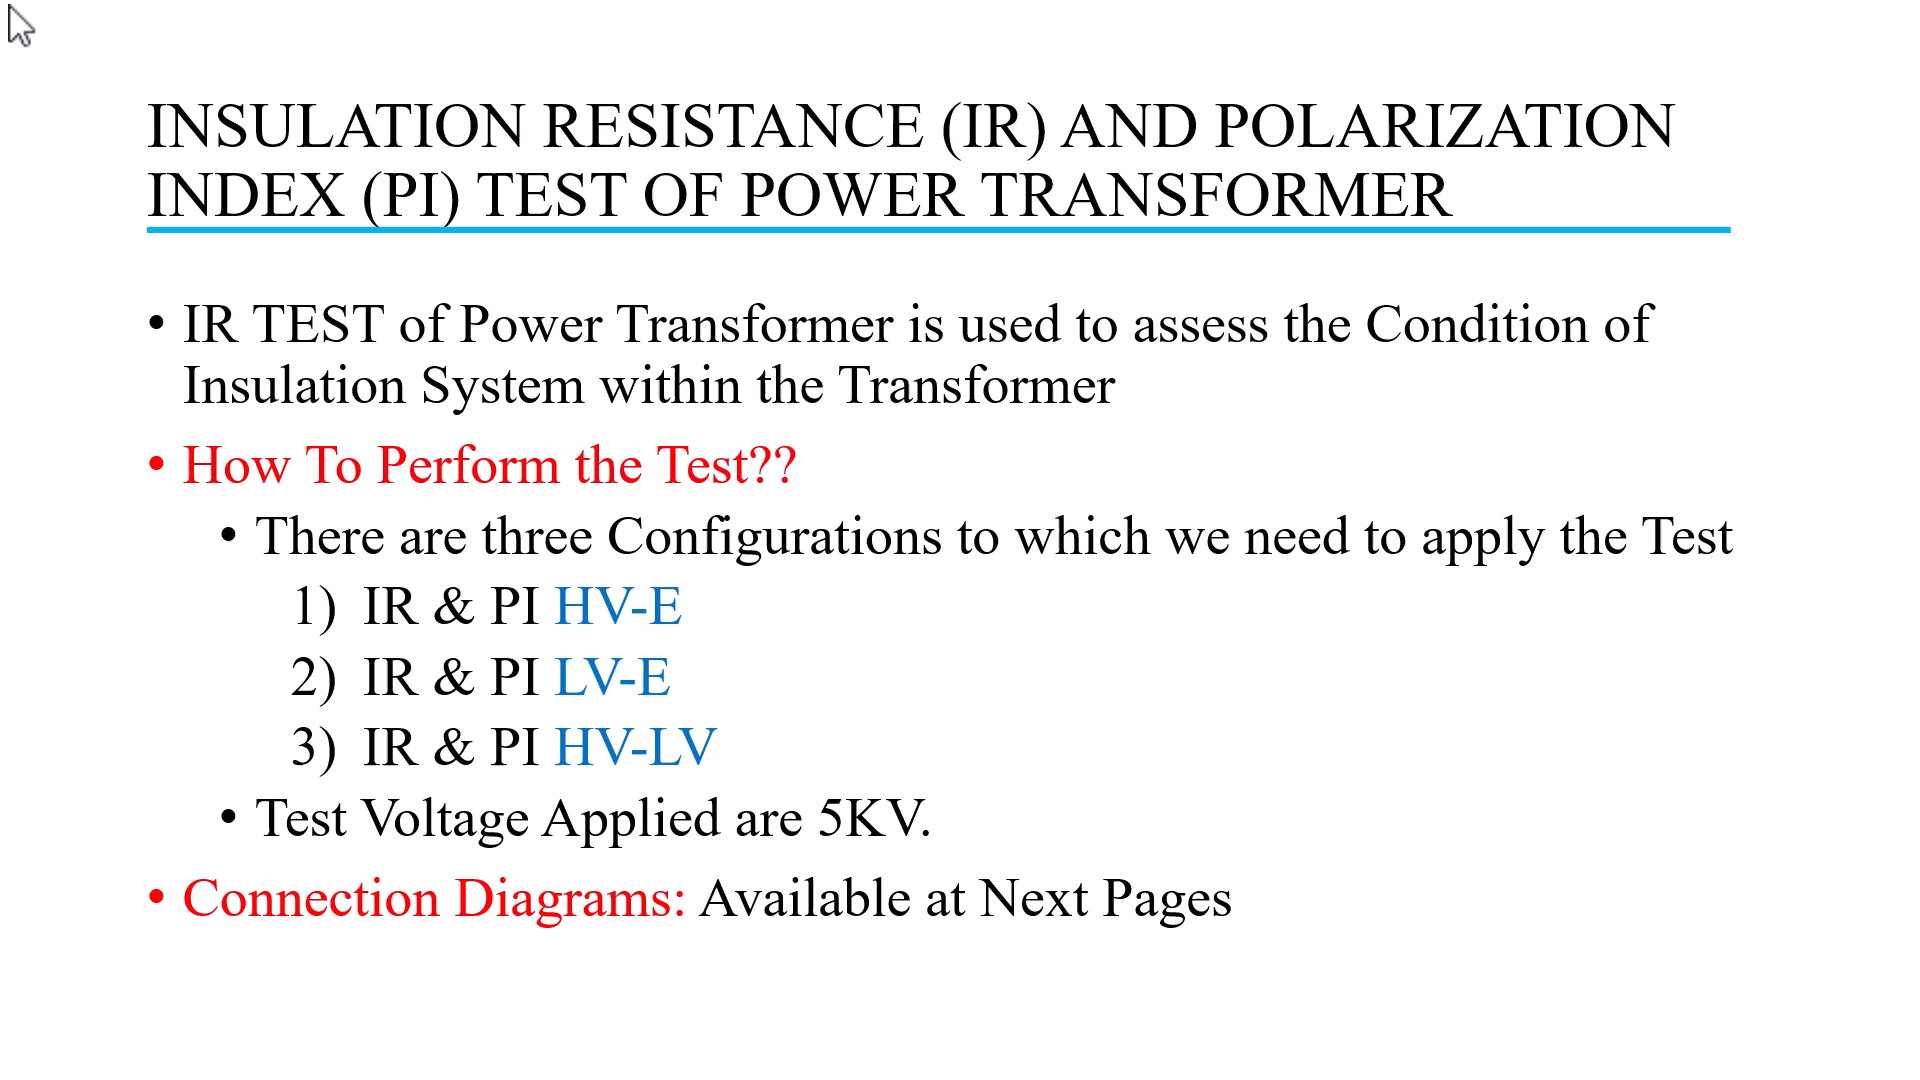 INSULATION RESISTANCE (IR) AND POLARIZATION
INDEX (PI) TEST OF POWER TRANSFORMER
• IR TEST of Power Transformer is used to assess the Condition of
Insulation System within the Transformer
• How To Perform the Test??
• There are three Configurations to which we need to apply the Test
1) IR & PI HV-E
2) IR & PI LV-E
3) IR & PI HV-LV
• Test Voltage Applied are 5KV.
• Connection Diagrams: Available at Next Pages